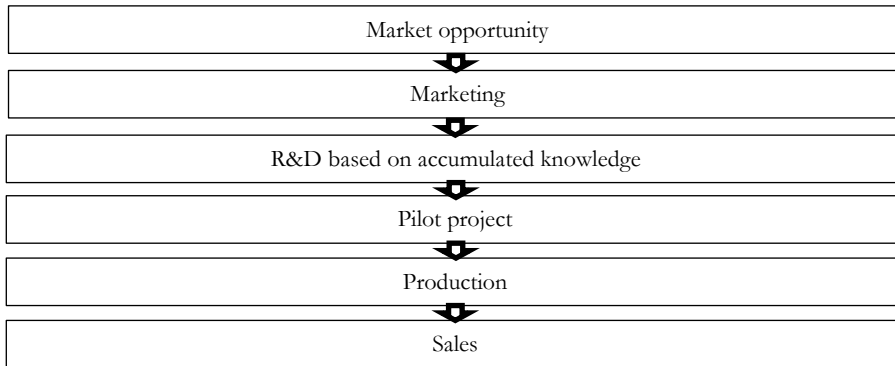 Market opportunity
Marketing
R&D based on accumulated knowledge
Pilot project
Production
Sales